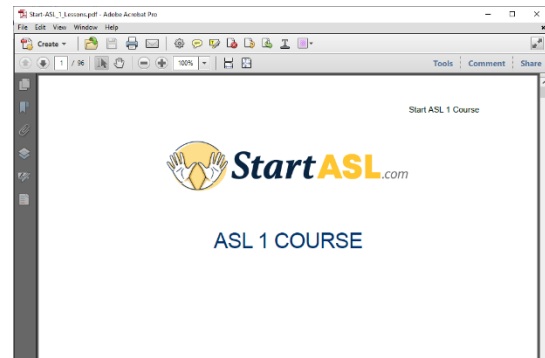 Start-ASL_1_Lessons.pdf - Adobe Acrobat Pro
File Edit View Window Help
Create
1 / 96 100% Tools Comment Share
Start ASL 1 Course
StartASL.com
ASL 1 COURSE